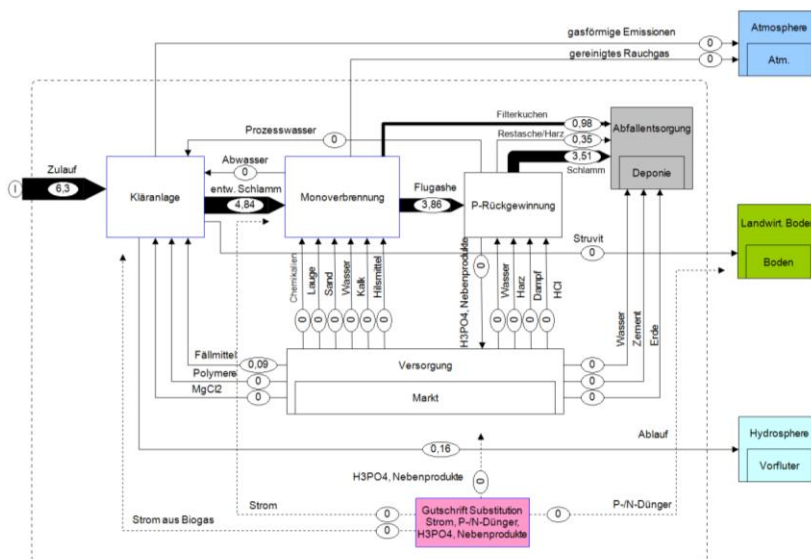 gasförmige Emissionen
0
Atmosphere
Atm.
gereinigtes Rauchgas
0
Prozesswasser
0
Filterkuchen
0,98
Restasche/Harz
0,35
3,51
Schlamm
Abfallentsorgung
Deponie
Zulauf
I
6,3
Kläranlage
Abwasser
0
entw. Schlamm
4,84
Monoverbrennung
Flugashe
3,86
P-Rückgewinnung
Struvit
0
Landwirt. Boden
Boden
Chemikalien
0
Lauge
0
Sand
0
Wasser
0
Kalk
0
Hilsmittel
0
H3PO4, Nebenprodukte
0
Wasser
0
Harz
0
Dampf
0
HCl
0
Wasser
Zement
Erde
Fällmittel
0,09
Polymere
0
MgCl2
0
Versorgung
Markt
0
0
0
Ablauf
0,16
Hydrosphere
Vorfluter
H3PO4, Nebenprodukte
0
Strom
0
Strom aus Biogas
0
Gutschrift Substitution
Strom, P-/N-Dünger,
H3PO4, Nebenprodukte
0
P-/N-Dünger